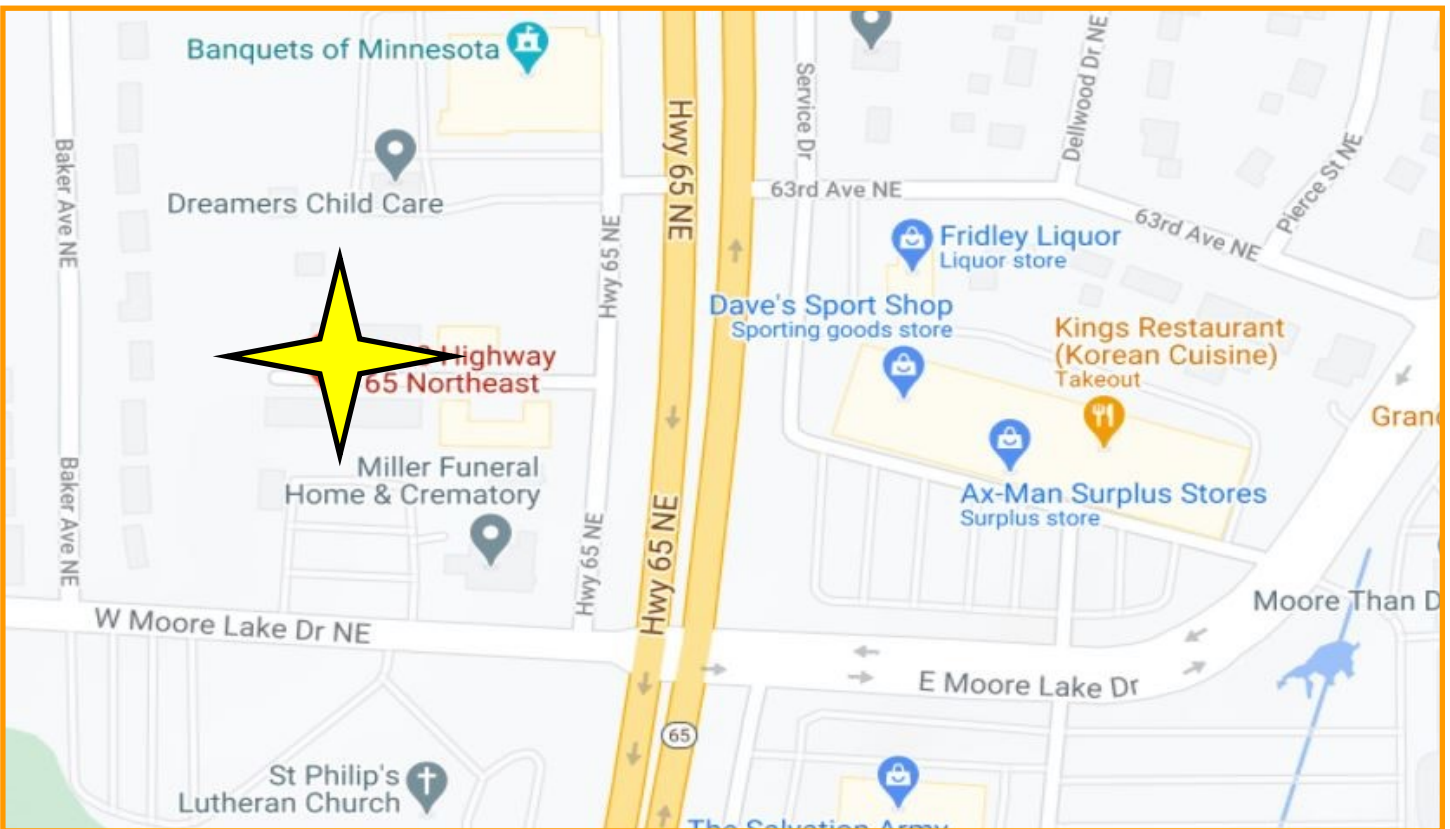 Banquets of Minnesota
Dreamers Child Care
Baker Ave NE
Baker Ave NE
Hwy 65 NE
Hwy 65 NE
Service Dr
Dellwood Dr NE
Pierce St NE
63rd Ave NE
63rd Ave NE
Fridley Liquor
Liquor store
Dave's Sport Shop
Sporting goods store
Kings Restaurant
(Korean Cuisine)
Takeout
Highway
65 Northeast
Miller Funeral
Home & Crematory
Ax-Man Surplus Stores
Surplus store
Hwy 65 NE
Hwy 65 NE
Moore Than D
W Moore Lake Dr NE
E Moore Lake Dr
65
St Philip's
Lutheran Church
The Salvation Army